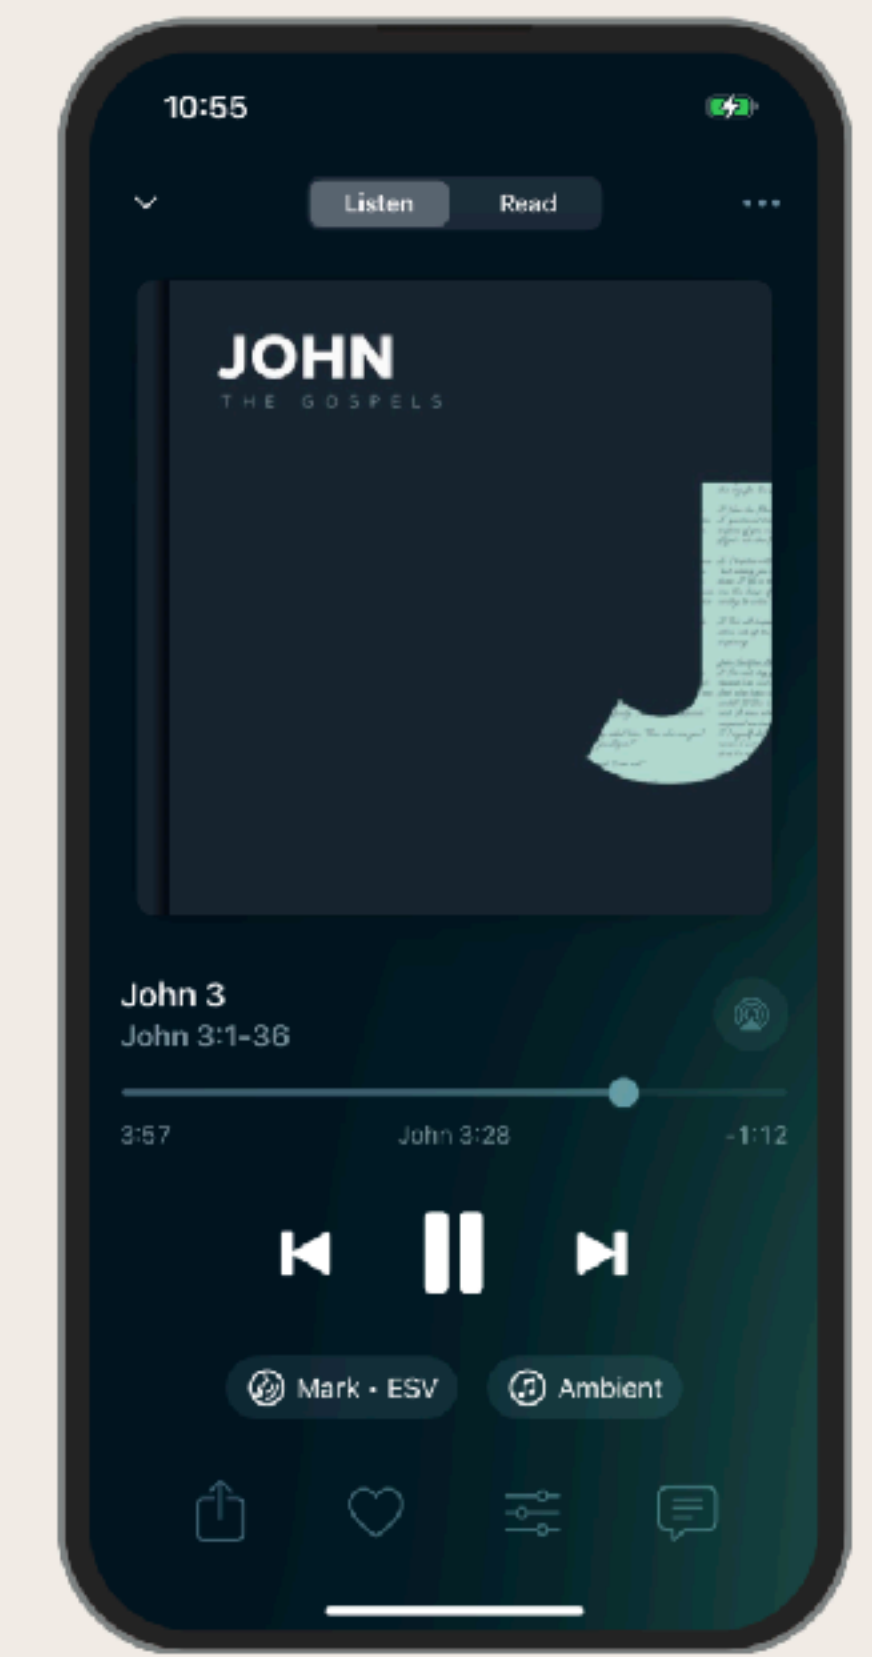 10:55
Listen Read
JOHN
THE GOSPELS
John 3
John 3:1-36
3:57 John 3:28 -1:12
Mark • ESV Ambient